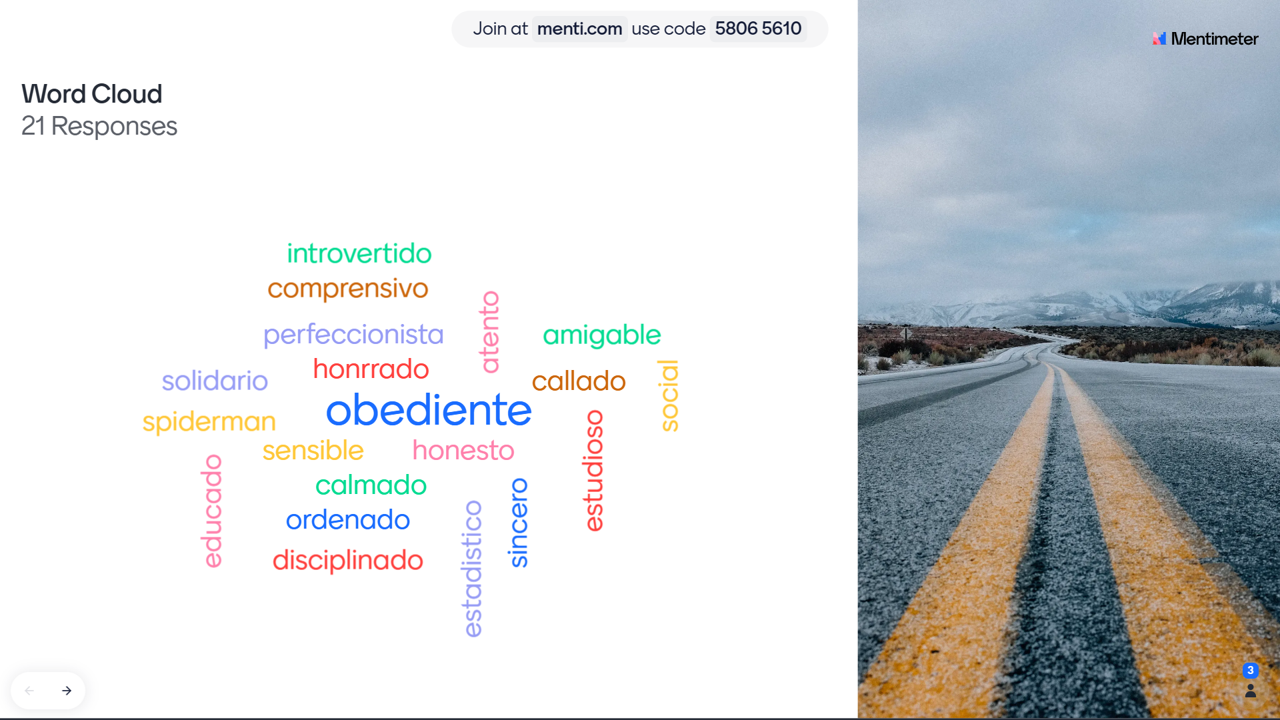 Join at menti.com use code 5806 5610
Mentimeter
Word Cloud
21 Responses
introvertido
comprensivo
perfeccionista
atento
amigable
honrrado
solidario
callado
social
obediente
spiderman
sensible
honesto
estudioso
educado
calmado
sincero
ordenado
estadistico
disciplinado
3